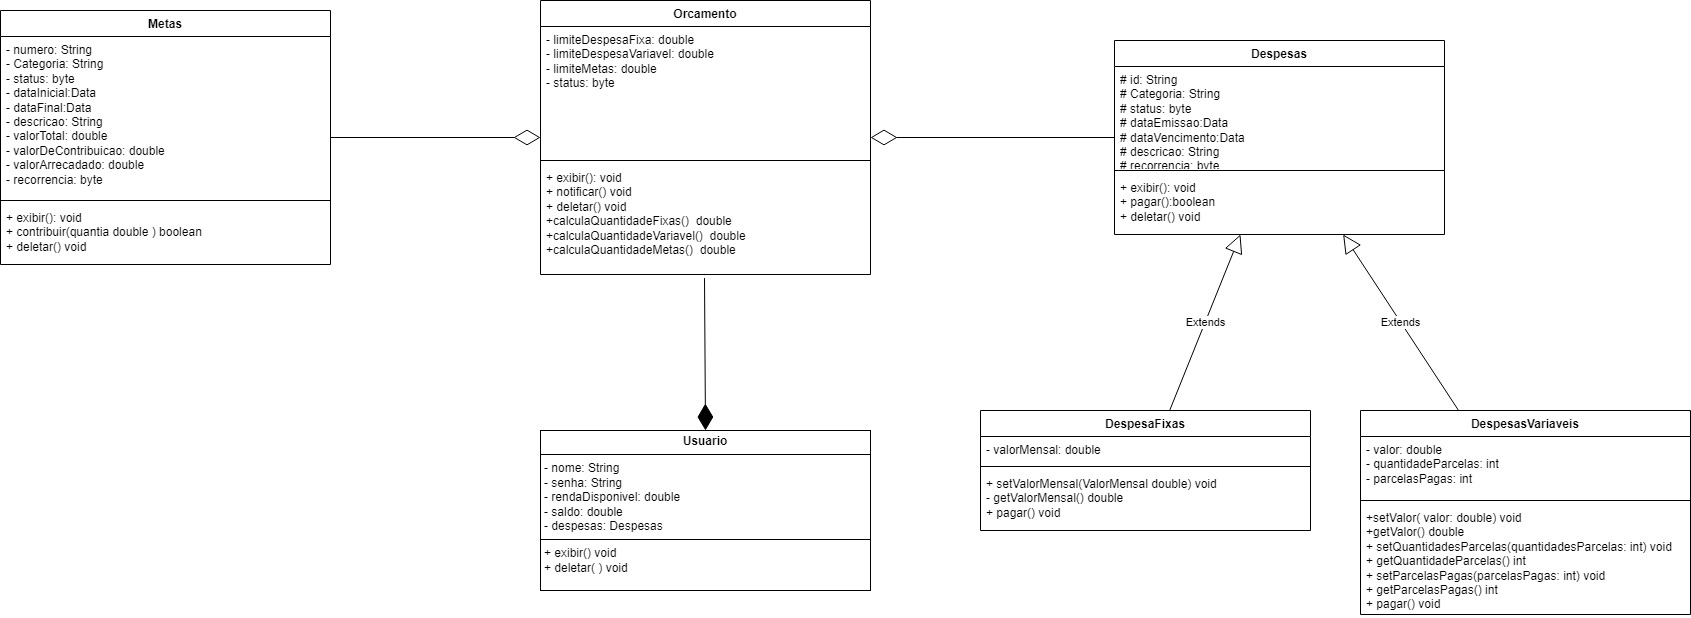 Metas
- numero: String
- Categoria: String
- status: byte
- dataInicial:Data
- dataFinal:Data
- descricao: String
- valorTotal: double
- valorDeContribuicao: double
- valorArrecadado: double
- recorrencia: byte
+ exibir(): void
+ contribuir(quantia double ) boolean
+ deletar() void
Orcamento
- limiteDespesaFixa: double
- limiteDespesaVariavel: double
- limiteMetas: double
- status: byte
+ exibir(): void
+ notificar() void
+ deletar() void
+calculaQuantidadeFixas() double
+calculaQuantidadeVariavel() double
+calculaQuantidadeMetas() double
Despesas
# id: String
# Categoria: String
# status: byte
# dataEmissao:Data
# dataVencimento:Data
# descricao: String
# recorrencia: byte
+ exibir(): void
+ pagar():boolean
+ deletar() void
Extends
Extends
Usuario
- nome: String
- senha: String
- rendaDisponivel: double
- saldo: double
- despesas: Despesas
+ exibir() void
+ deletar( ) void
DespesaFixas
- valorMensal: double
+ setValorMensal(ValorMensal double) void
- getValorMensal() double
+ pagar() void
DespesasVariaveis
- valor: double
- quantidadeParcelas: int
- parcelasPagas: int
+setValor( valor: double) void
+getValor() double
+ setQuantidadesParcelas(quantidadesParcelas: int) void
+ getQuantidadeParcelas() int
+ setParcelasPagas(parcelasPagas: int) void
+ getParcelasPagas() int
+ pagar() void